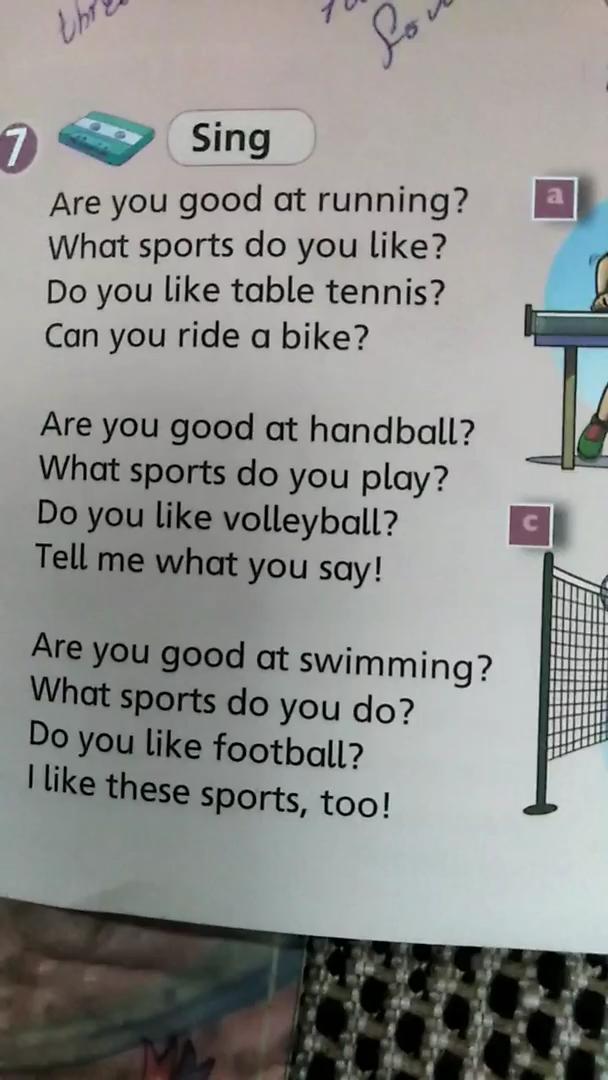 7 Sing
Are you good at running?
What sports do you like?
Do you like table tennis?
Can you ride a bike?
Are you good at handball?
What sports do you play?
Do you like volleyball?
Tell me what you say!
Are you good at swimming?
What sports do you do?
Do you like football?
I like these sports, too!
a
c